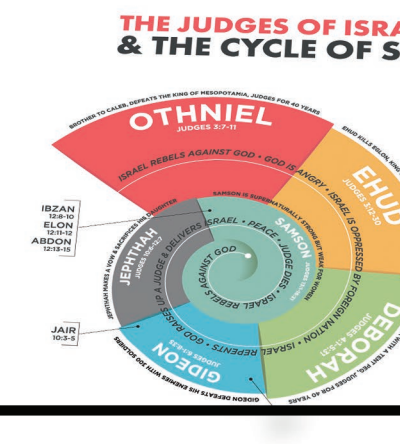 THE JUDGES OF ISRA
& THE CYCLE OF S
BROTHER TO CALEB, DEFEATS THE KING OF MESOPOTAMIA, JUDGES FOR 40 YEARS
OTHNIEL
JUDGES 3:7-11
EHUD KILLS EGLON, KING
EHUD
JUDGES 3:12-30
ISRAEL REBELS AGAINST GOD • GOD IS ANGRY • ISRAEL IS OPPRESSED BY FOREIGN NATION • ISRAEL REPENTS • GOD RAISES UP A JUDGE & DELIVERS ISRAEL • PEACE • JUDGE DIES • ISRAEL REBELS AGAINST GOD
SAMSON IS SUPERNATURALLY STRONG BUT WEAK FOR WOMEN
SAMSON
IBZAN
12:8-10
ELON
12:11-12
ABDON
12:13-15
JEPHTHAH MAKES A VOW & SACRIFICES HIS DAUGHTER
JEPHTHAH
JUDGES 10:6-12:7
DEBORAH
JUDGES 4:1-5:31
WITH A TENT PEG, JUDGES FOR 40 YEARS
JAIR
10:3-5
GIDEON
JUDGES 6:1-8:35
GIDEON DEFEATS HIS ENEMIES WITH 300 SOLDIERS